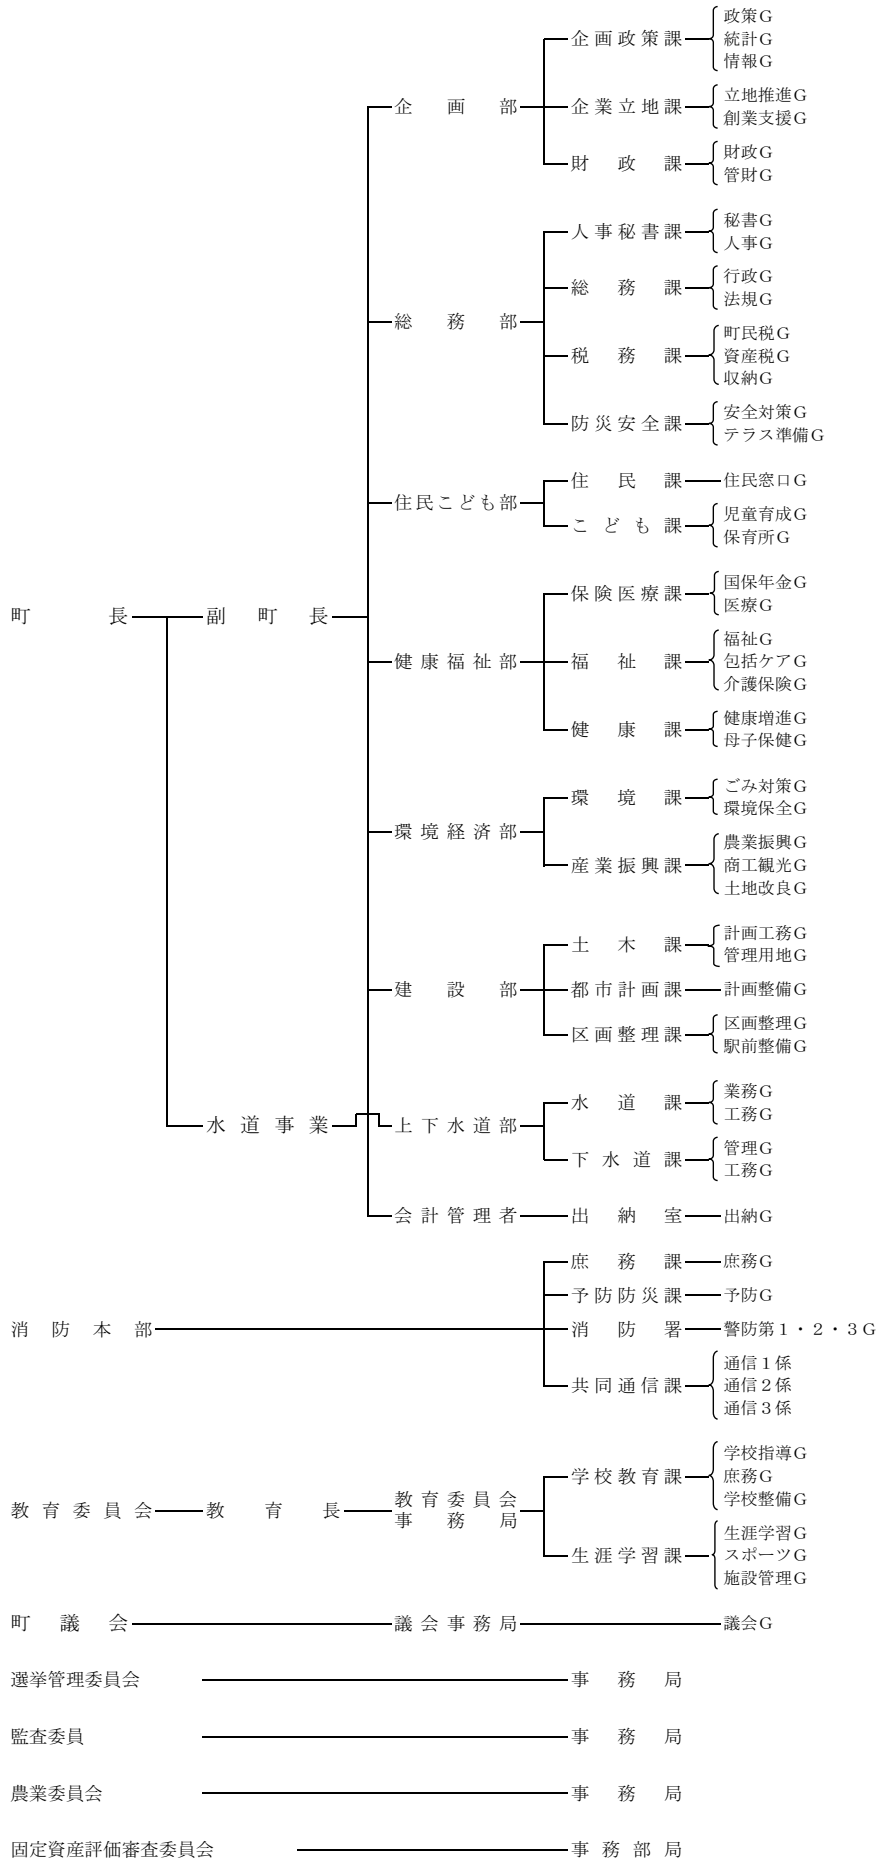 政策G
企画政策課 統計G
情報G
立地推進G
企画部 企業立地課
創業支援G
財政G
財政課
管財G
秘書G
人事秘書課
人事G
行政G
総務課
法規G
総務部
町民税G
税務課 資産税G
収納G
安全対策G
防災安全課
テラス準備G
住民課 住民窓口G
住民こども部
児童育成G
こども課
保育所G
国保年金G
保険医療課
医療G
町長 副町長
福祉G
健康福祉部 福祉課 包括ケアG
介護保険G
健康増進G
健康課
母子保健G
ごみ対策G
環境課
環境保全G
環境経済部
農業振興G
産業振興課 商工観光G
土地改良G
計画工務G
土木課
管理用地G
建設部 都市計画課 計画整備G
区画整理G
区画整理課
駅前整備G
業務G
水道課
工務G
水道事業 上下水道部
管理G
下水道課
工務G
会計管理者 出納室 出納G
庶務課 庶務G
予防防災課 予防G
消防本部 消防署 警防第1・2・3G
通信1係
共同通信課 通信2係
通信3係
学校指導G
学校教育課 庶務G
学校整備G
教育委員会 教育長 教育委員会
事務局
生涯学習G
生涯学習課 スポーツG
施設管理G
町議会 議会事務局 議会G
選挙管理委員会 事務局
監査委員 事務局
農業委員会 事務局
固定資産評価審査委員会 事務部局